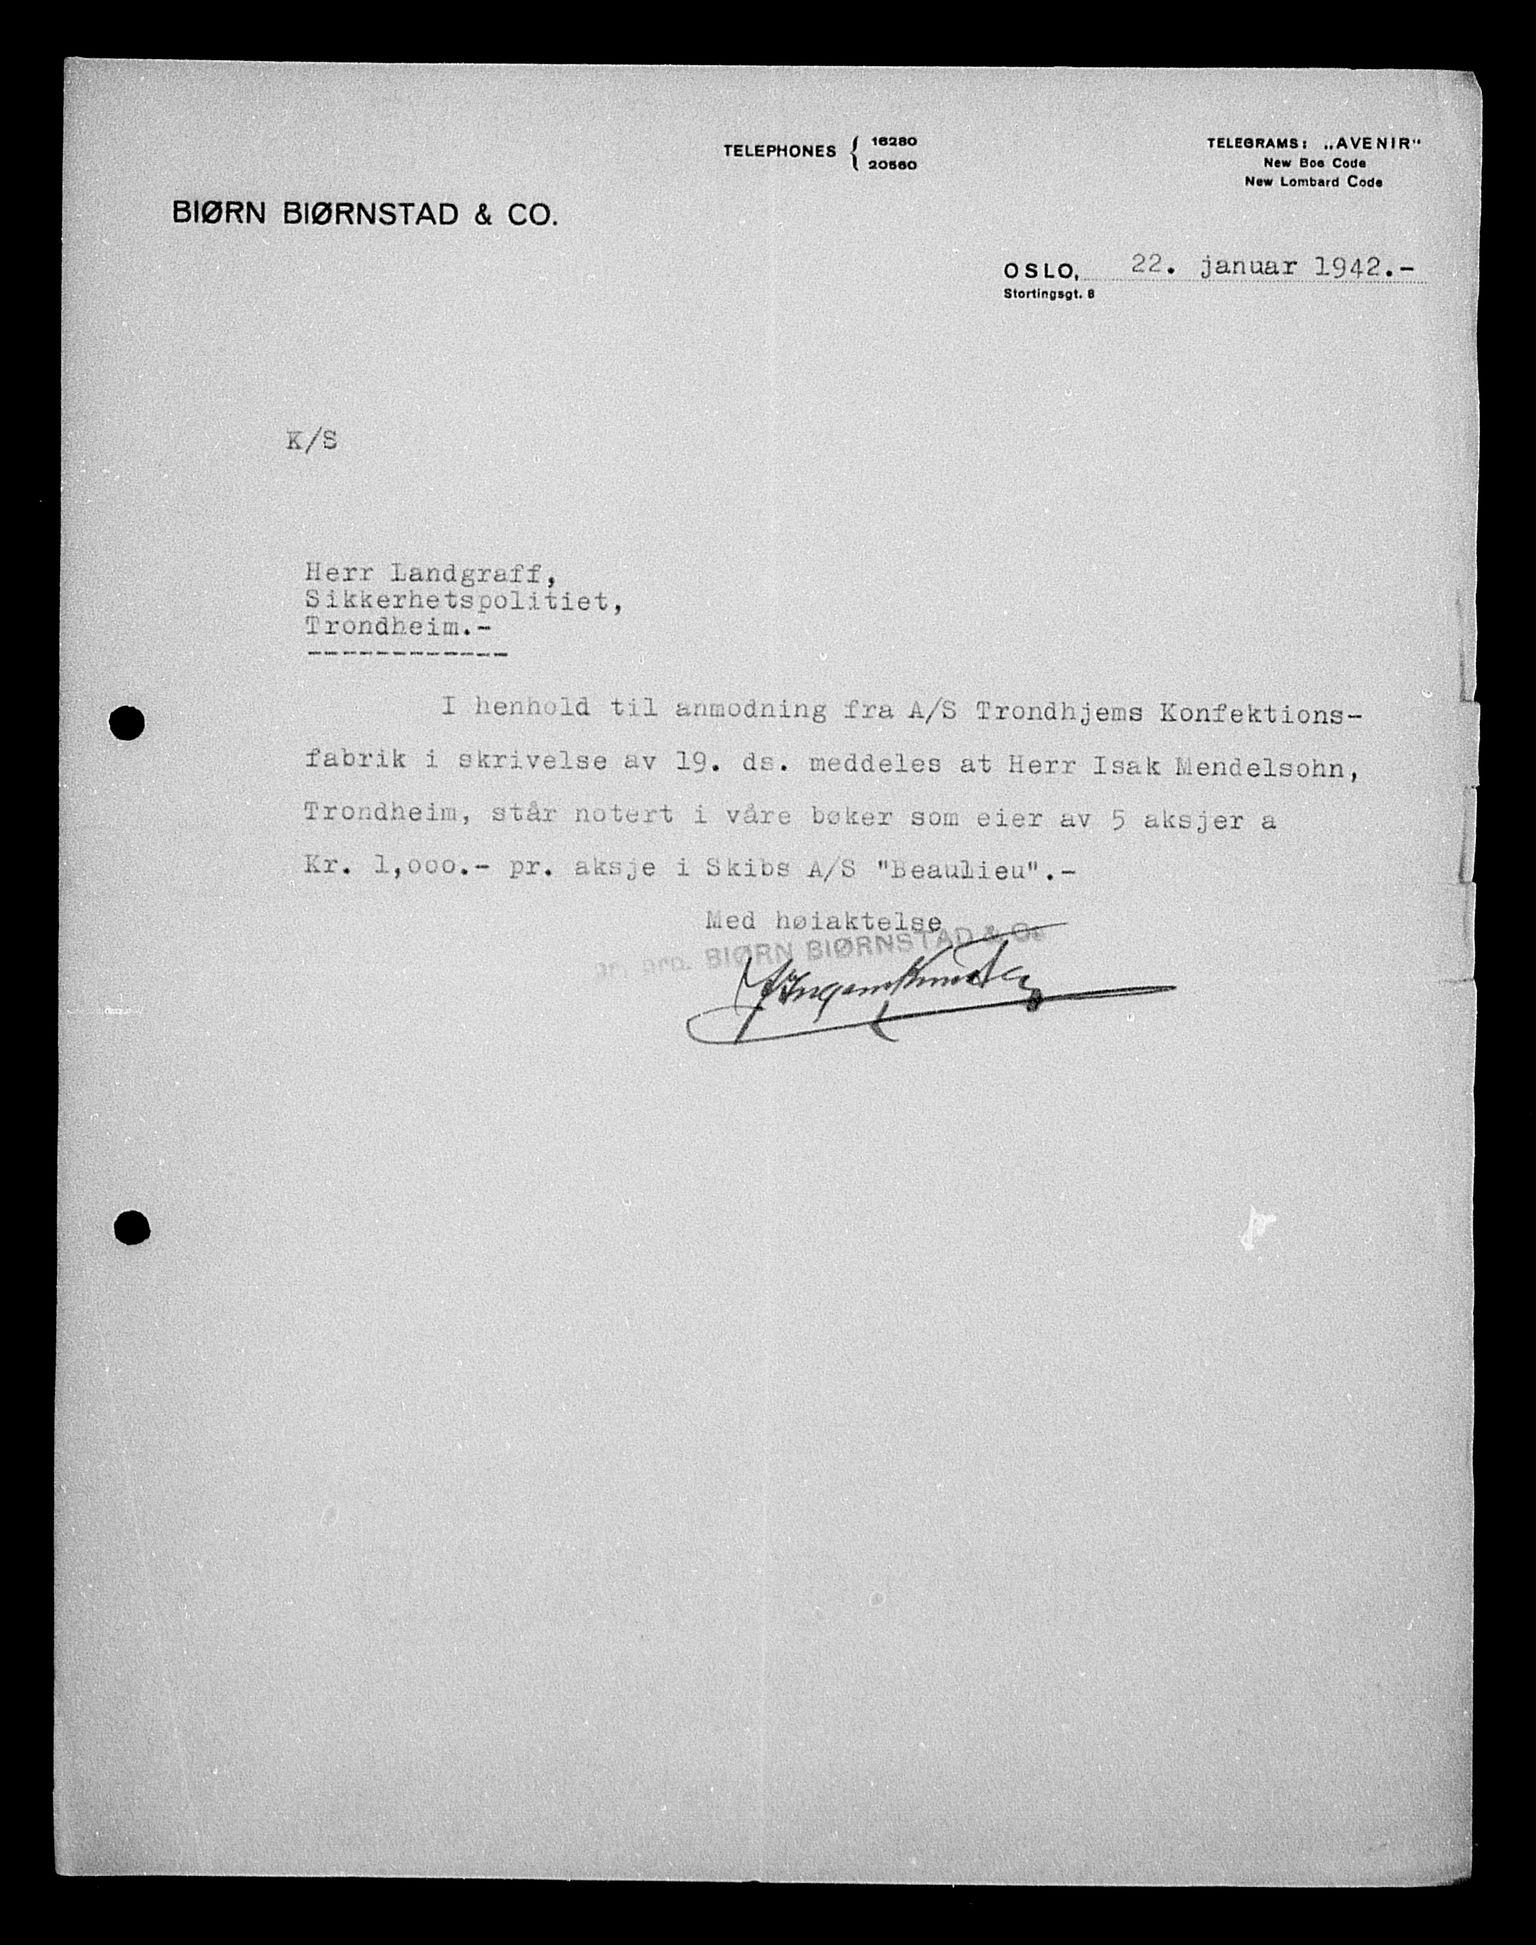 TELEPHONES { 16280
20560
TELEGRAMS: „AVENIR"
New Boe Code
New Lombard Code
BIØRN BIØRNSTAD & CO.
OSLO, 22. januar 1942.-
Stortingsgt. 8
K/S
Herr Landgraff,
Sikkerhetspolitiet,
Trondheim.-
------------
I henhold til anmodning fra A/S Trondhjems Konfektions-
fabrik i skrivelse av 19. ds. meddeles at Herr Isak Mendelsohn,
Trondheim, står notert i våre bøker som eier av 5 aksjer a
Kr. 1,ooo.- pr. aksje i Skibs A/S "Beaulieu".-
Med høiaktelse
pr. pro. BIØRN BIØRNSTAD & Co